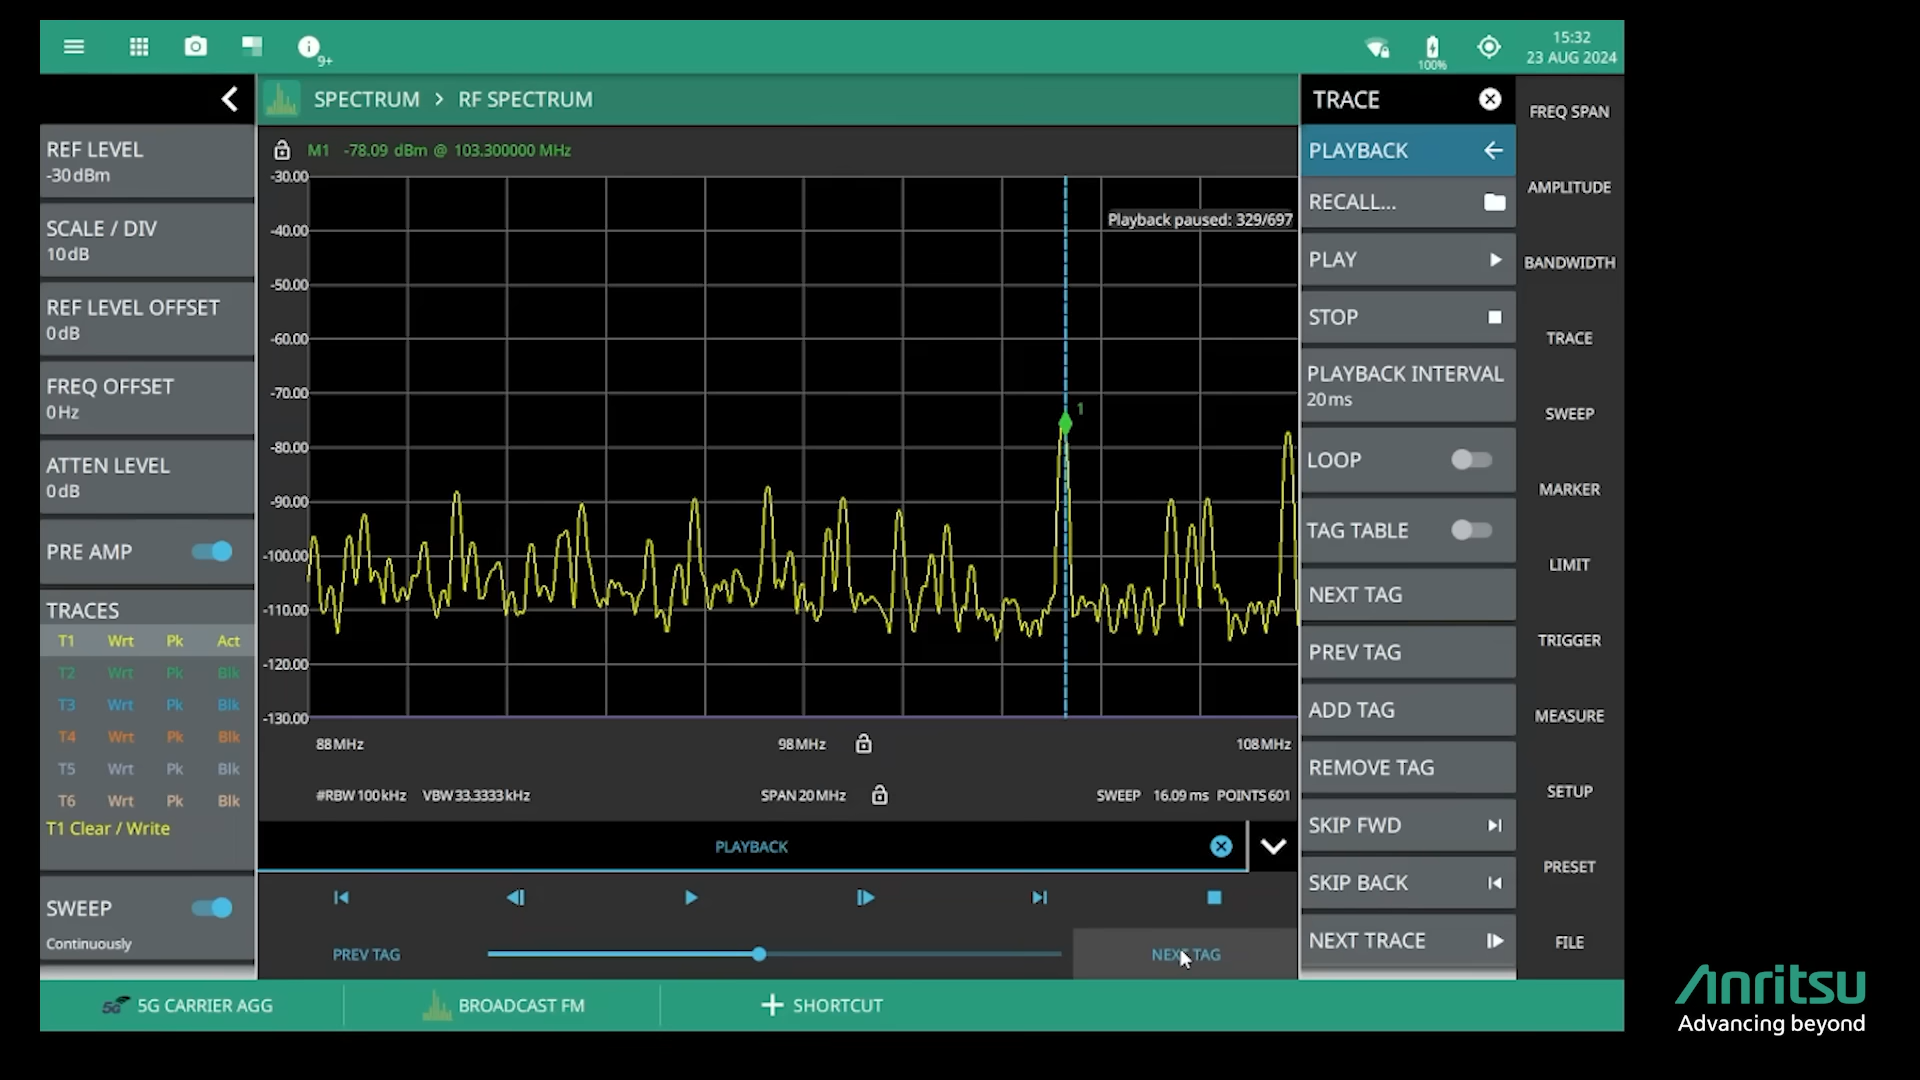 9+
100%
15:32
23 AUG 2024
SPECTRUM > RF SPECTRUM
TRACE
FREQ SPAN
REF LEVEL
-30 dBm
SCALE / DIV
10 dB
REF LEVEL OFFSET
0 dB
FREQ OFFSET
0 Hz
ATTEN LEVEL
0 dB
PRE AMP
TRACES
T1 Wrt Pk Act
T2 Wrt Pk Blk
T3 Wrt Pk Blk
T4 Wrt Pk Blk
T5 Wrt Pk Blk
T6 Wrt Pk Blk
T1 Clear / Write
SWEEP
Continuously
M1 -78.09 dBm @ 103.300000 MHz
-30.00
Playback paused: 329/697
-40.00
-50.00
-60.00
-70.00
1
-80.00
-90.00
-100.00
-110.00
-120.00
-130.00
88 MHz 98 MHz 108 MHz
#RBW 100 kHz VBW 33.3333 kHz SPAN 20 MHz SWEEP 16.09 ms POINTS 601
PLAYBACK
PREV TAG
NEXT TAG
PLAYBACK
RECALL...
PLAY
STOP
PLAYBACK INTERVAL
20 ms
LOOP
TAG TABLE
NEXT TAG
PREV TAG
ADD TAG
REMOVE TAG
SKIP FWD
SKIP BACK
NEXT TRACE
AMPLITUDE
BANDWIDTH
TRACE
SWEEP
MARKER
LIMIT
TRIGGER
MEASURE
SETUP
PRESET
FILE
5G 5G CARRIER AGG
BROADCAST FM
+ SHORTCUT
Anritsu
Advancing beyond